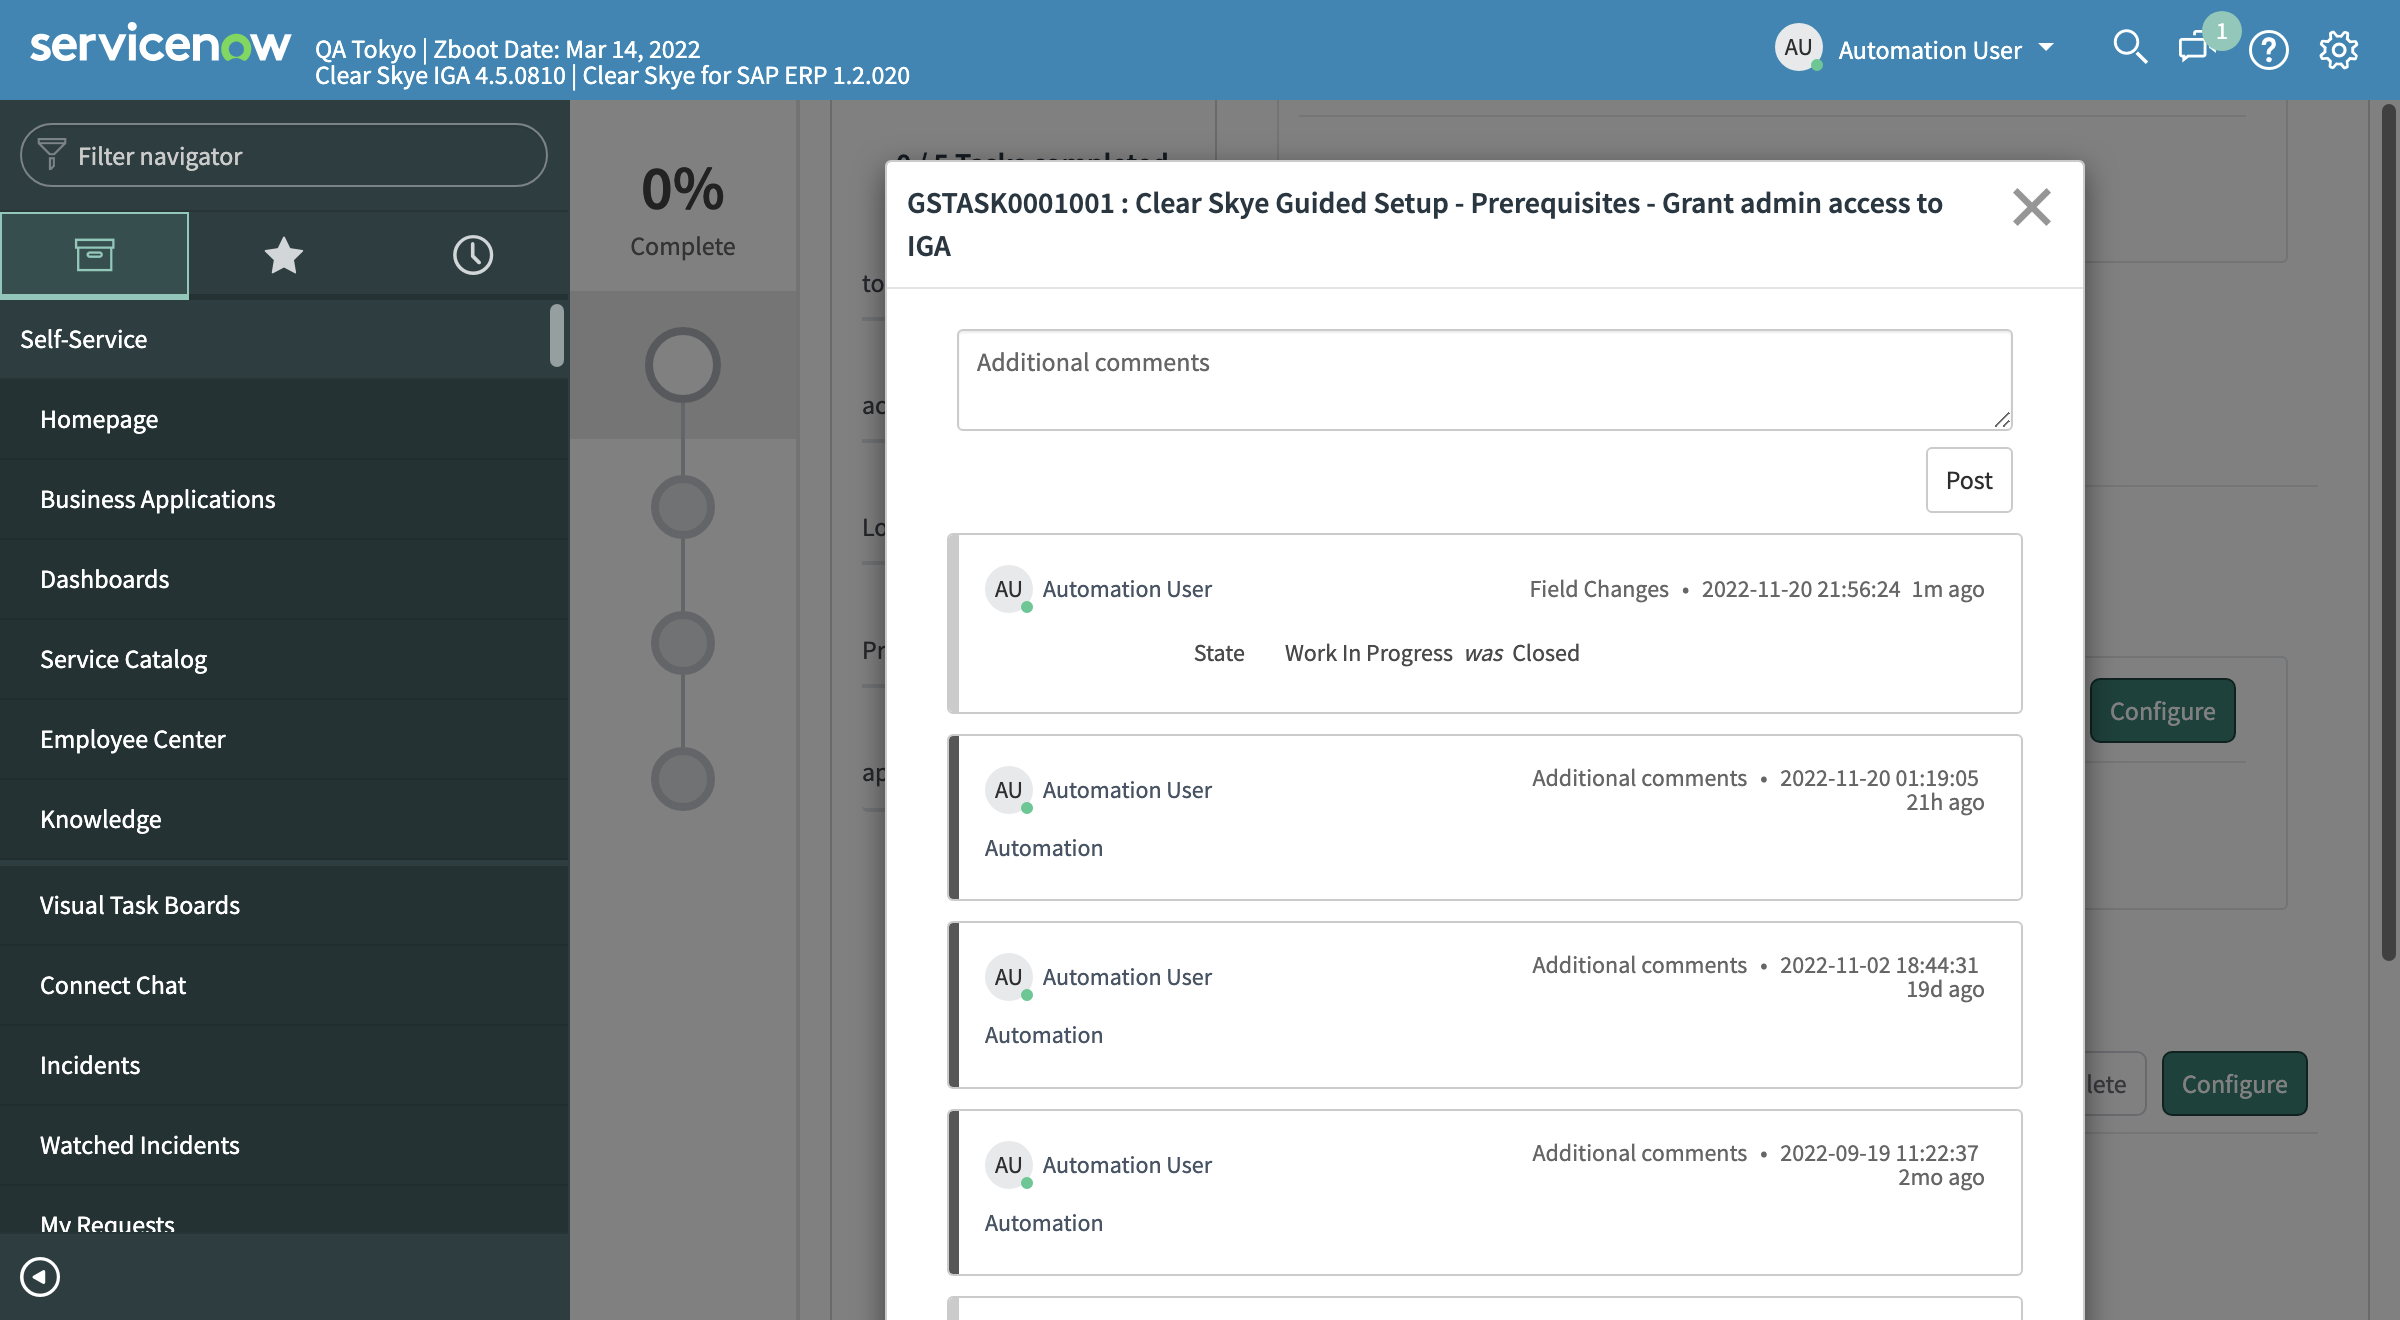 servicenow
QA Tokyo | Zboot Date: Mar 14, 2022
Clear Skye IGA 4.5.0810 | Clear Skye for SAP ERP 1.2.020
AU Automation User
1
Filter navigator
Self-Service
Homepage
Business Applications
Dashboards
Service Catalog
Employee Center
Knowledge
Visual Task Boards
Connect Chat
Incidents
Watched Incidents
My Requests
0%
Complete
0 / 5 Tasks completed
to
ac
Lo
Pr
ap
GSTASK0001001 : Clear Skye Guided Setup - Prerequisites - Grant admin access to
IGA
Additional comments
Post
AU Automation User Field Changes • 2022-11-20 21:56:24 1m ago
State Work In Progress was Closed
AU Automation User Additional comments • 2022-11-20 01:19:05
21h ago
Automation
AU Automation User Additional comments • 2022-11-02 18:44:31
19d ago
Automation
AU Automation User Additional comments • 2022-09-19 11:22:37
2mo ago
Automation
Configure
lete Configure